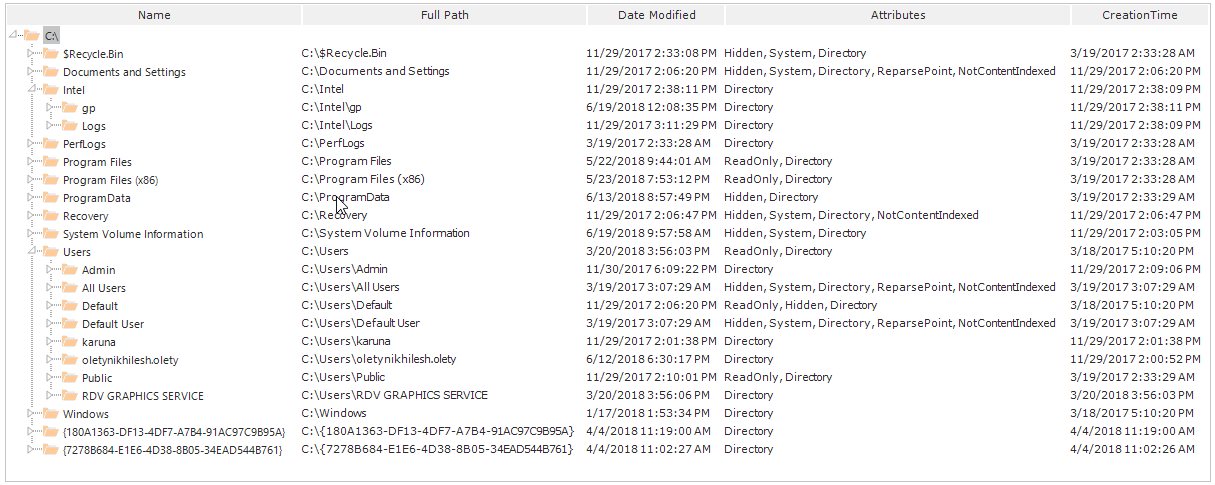 Name Full Path Date Modified Attributes CreationTime
C:\
$Recycle.Bin C:\$Recycle.Bin 11/29/2017 2:33:08 PM Hidden, System, Directory 3/19/2017 2:33:28 AM
Documents and Settings C:\Documents and Settings 11/29/2017 2:06:20 PM Hidden, System, Directory, ReparsePoint, NotContentIndexed 11/29/2017 2:06:20 PM
Intel C:\Intel 11/29/2017 2:38:11 PM Directory 11/29/2017 2:38:09 PM
gp C:\Intel\gp 6/19/2018 12:08:35 PM Directory 11/29/2017 2:38:11 PM
Logs C:\Intel\Logs 11/29/2017 3:11:29 PM Directory 11/29/2017 2:38:09 PM
PerfLogs C:\PerfLogs 3/19/2017 2:33:28 AM Directory 3/19/2017 2:33:28 AM
Program Files C:\Program Files 5/22/2018 9:44:01 AM ReadOnly, Directory 3/19/2017 2:33:28 AM
Program Files (x86) C:\Program Files (x86) 5/23/2018 7:53:12 PM ReadOnly, Directory 3/19/2017 2:33:28 AM
ProgramData C:\ProgramData 6/13/2018 8:57:49 PM Hidden, Directory 3/19/2017 2:33:29 AM
Recovery C:\Recovery 11/29/2017 2:06:47 PM Hidden, System, Directory, NotContentIndexed 11/29/2017 2:06:47 PM
System Volume Information C:\System Volume Information 6/19/2018 9:57:58 AM Hidden, System, Directory 11/29/2017 2:03:05 PM
Users C:\Users 3/20/2018 3:56:03 PM ReadOnly, Directory 3/18/2017 5:10:20 PM
Admin C:\Users\Admin 11/30/2017 6:09:22 PM Directory 11/29/2017 2:09:06 PM
All Users C:\Users\All Users 3/19/2017 3:07:29 AM Hidden, System, Directory, ReparsePoint, NotContentIndexed 3/19/2017 3:07:29 AM
Default C:\Users\Default 11/29/2017 2:06:20 PM ReadOnly, Hidden, Directory 3/18/2017 5:10:20 PM
Default User C:\Users\Default User 3/19/2017 3:07:29 AM Hidden, System, Directory, ReparsePoint, NotContentIndexed 3/19/2017 3:07:29 AM
karuna C:\Users\karuna 11/29/2017 2:01:38 PM Directory 11/29/2017 2:01:38 PM
oletynikhilesh.olety C:\Users\oletynikhilesh.olety 6/12/2018 6:30:17 PM Directory 11/29/2017 2:00:52 PM
Public C:\Users\Public 11/29/2017 2:10:01 PM ReadOnly, Directory 3/19/2017 2:33:29 AM
RDV GRAPHICS SERVICE C:\Users\RDV GRAPHICS SERVICE 3/20/2018 3:56:06 PM Directory 3/20/2018 3:56:03 PM
Windows C:\Windows 1/17/2018 1:53:34 PM Directory 3/18/2017 5:10:20 PM
{180A1363-DF13-4DF7-A7B4-91AC97C9B95A} C:\{180A1363-DF13-4DF7-A7B4-91AC97C9B95A} 4/4/2018 11:19:00 AM Directory 4/4/2018 11:19:00 AM
{7278B684-E1E6-4D38-8B05-34EAD544B761} C:\{7278B684-E1E6-4D38-8B05-34EAD544B761} 4/4/2018 11:02:27 AM Directory 4/4/2018 11:02:26 AM